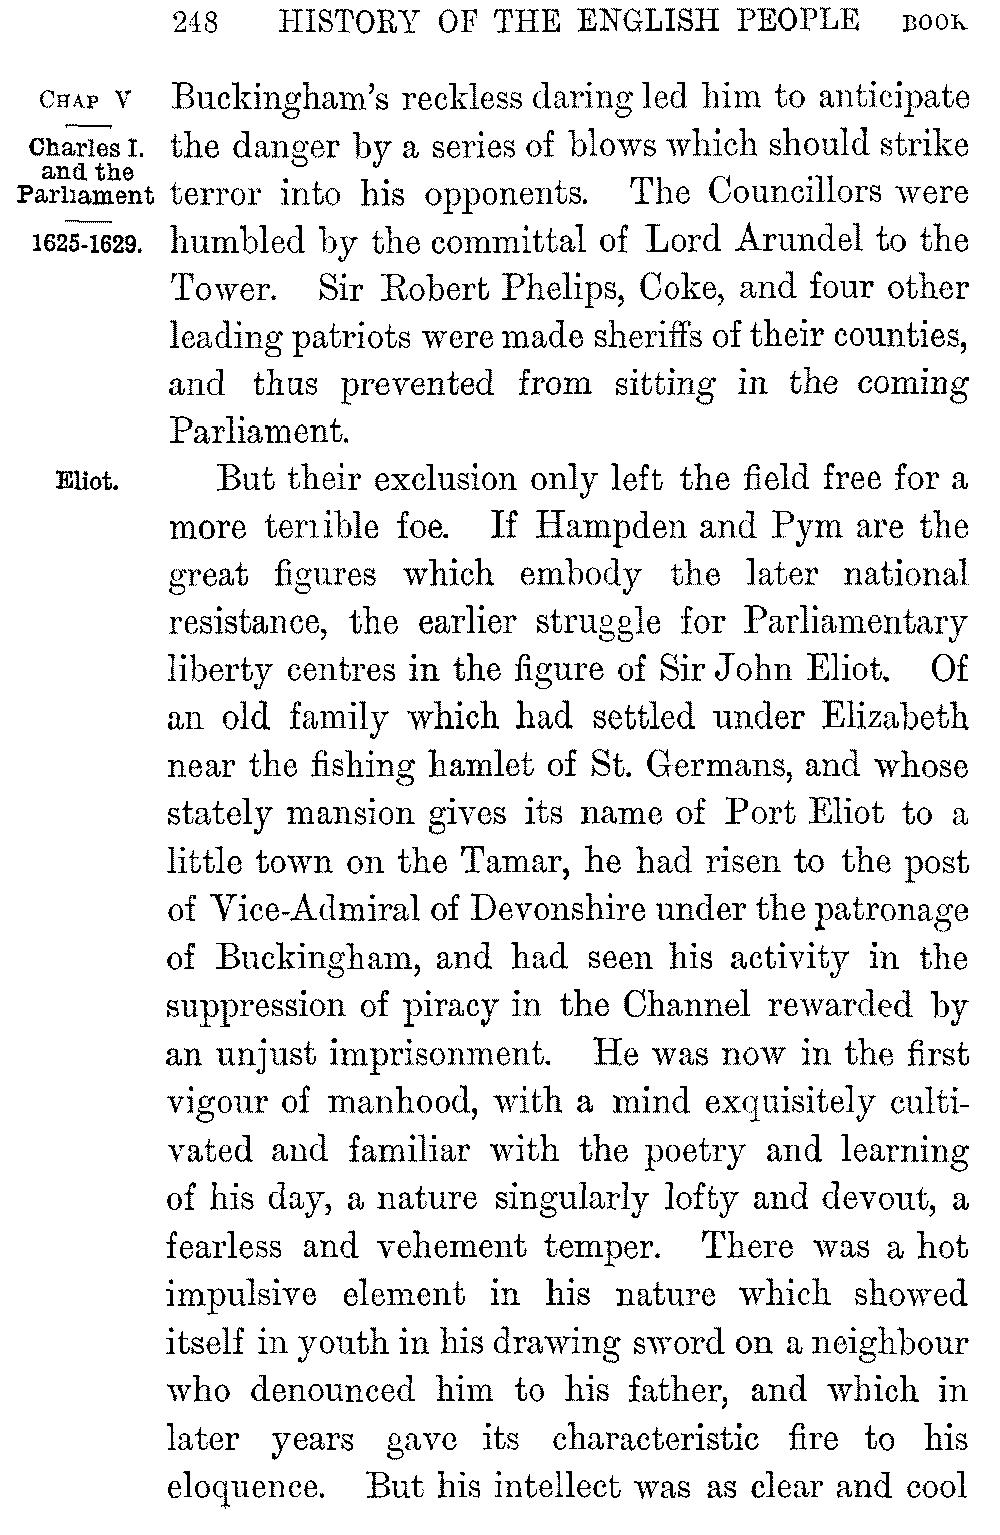 248 HISTORY OF THE ENGLISH PEOPLE BOOK
CHAP V
Charles I.
and the
Parliament
1625-1629.
Buckingham's reckless daring led him to anticipate
the danger by a series of blows which should strike
terror into his opponents. The Councillors were
humbled by the committal of Lord Arundel to the
Tower. Sir Robert Phelips, Coke, and four other
leading patriots were made sheriffs of their counties,
and thus prevented from sitting in the coming
Parliament.
Eliot.
But their exclusion only left the field free for a
more terrible foe. If Hampden and Pym are the
great figures which embody the later national
resistance, the earlier struggle for Parliamentary
liberty centres in the figure of Sir John Eliot. Of
an old family which had settled under Elizabeth
near the fishing hamlet of St. Germans, and whose
stately mansion gives its name of Port Eliot to a
little town on the Tamar, he had risen to the post
of Vice-Admiral of Devonshire under the patronage
of Buckingham, and had seen his activity in the
suppression of piracy in the Channel rewarded by
an unjust imprisonment. He was now in the first
vigour of manhood, with a mind exquisitely culti-
vated and familiar with the poetry and learning
of his day, a nature singularly lofty and devout, a
fearless and vehement temper. There was a hot
impulsive element in his nature which showed
itself in youth in his drawing sword on a neighbour
who denounced him to his father, and which in
later years gave its characteristic fire to his
eloquence. But his intellect was as clear and cool